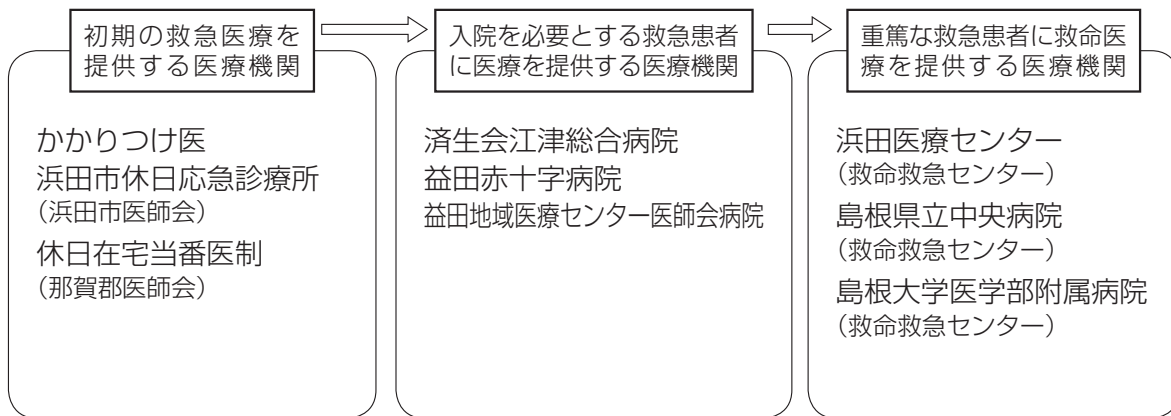 初期の救急医療を
提供する医療機関
かかりつけ医
浜田市休日応急診療所
（浜田市医師会）
休日在宅当番医制
（那賀郡医師会）
入院を必要とする救急患者
に医療を提供する医療機関
済生会江津総合病院
益田赤十字病院
益田地域医療センター医師会病院
重篤な救急患者に救命医
療を提供する医療機関
浜田医療センター
（救命救急センター）
島根県立中央病院
（救命救急センター）
島根大学医学部附属病院
（救命救急センター）